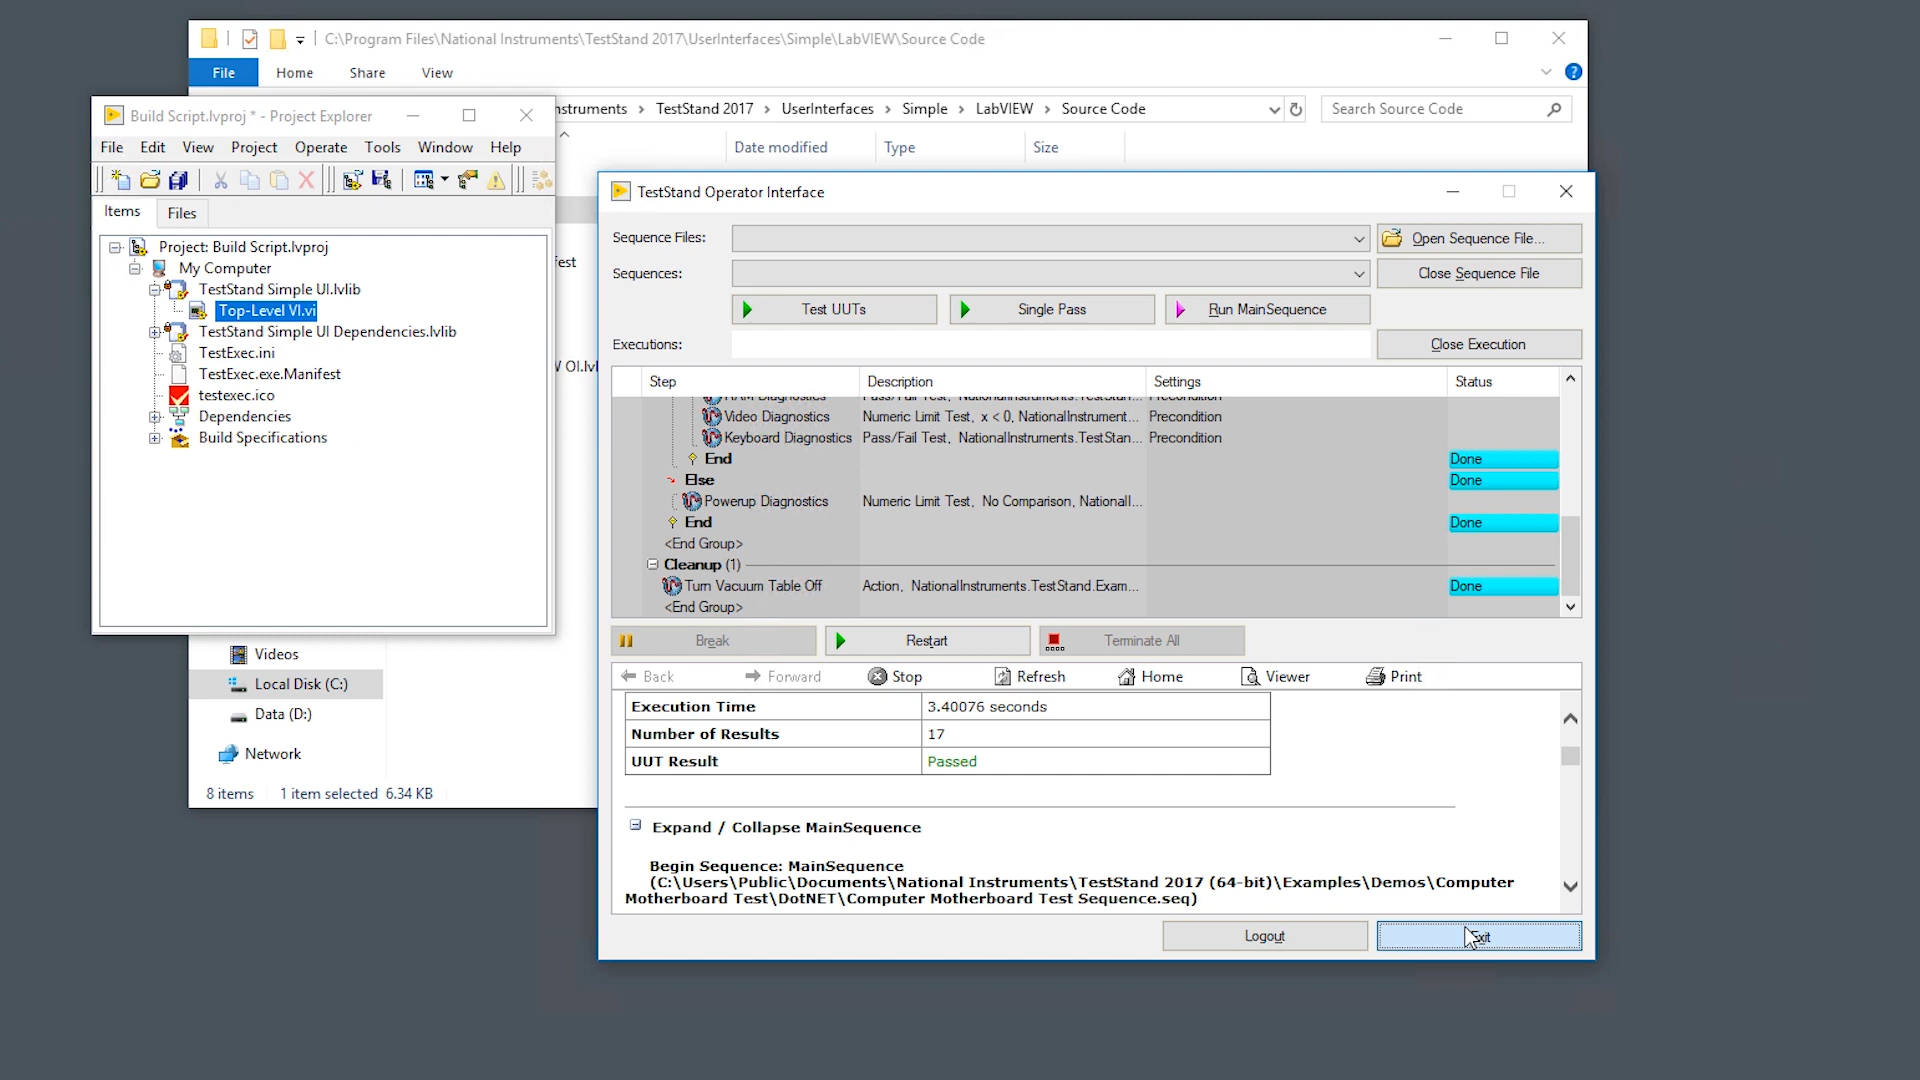 C:\Program Files\National Instruments\TestStand 2017\UserInterfaces\Simple\LabVIEW\Source Code
File Home Share View
nstruments > TestStand 2017 > UserInterfaces > Simple > LabVIEW > Source Code
Search Source Code
Date modified Type Size
Build Script.lvproj * - Project Explorer
File Edit View Project Operate Tools Window Help
Items Files
Project: Build Script.lvproj
My Computer
TestStand Simple UI.lvlib
Top-Level VI.vi
TestStand Simple UI Dependencies.lvlib
TestExec.ini
TestExec.exe.Manifest
testexec.ico
Dependencies
Build Specifications
Videos
Local Disk (C:)
Data (D:)
Network
8 items 1 item selected 6.34 KB
TestStand Operator Interface
Sequence Files: Open Sequence File...
Sequences: Close Sequence File
Test UUTs Single Pass Run MainSequence
Executions: Close Execution
Step Description Settings Status
Video Diagnostics Numeric Limit Test, x < 0, NationalInstrument... Precondition
Keyboard Diagnostics Pass/Fail Test, NationalInstruments.TestStan... Precondition
End Done
Else Done
Powerup Diagnostics Numeric Limit Test, No Comparison, NationalI...
End Done
<End Group>
Cleanup (1)
Turn Vacuum Table Off Action, NationalInstruments.TestStand.Exam... Done
<End Group>
Break Restart Terminate All
Back Forward Stop Refresh Home Viewer Print
Execution Time 3.40076 seconds
Number of Results 17
UUT Result Passed
Expand / Collapse MainSequence
Begin Sequence: MainSequence
(C:\Users\Public\Documents\National Instruments\TestStand 2017 (64-bit)\Examples\Demos\Computer
Motherboard Test\DotNET\Computer Motherboard Test Sequence.seq)
Logout Exit